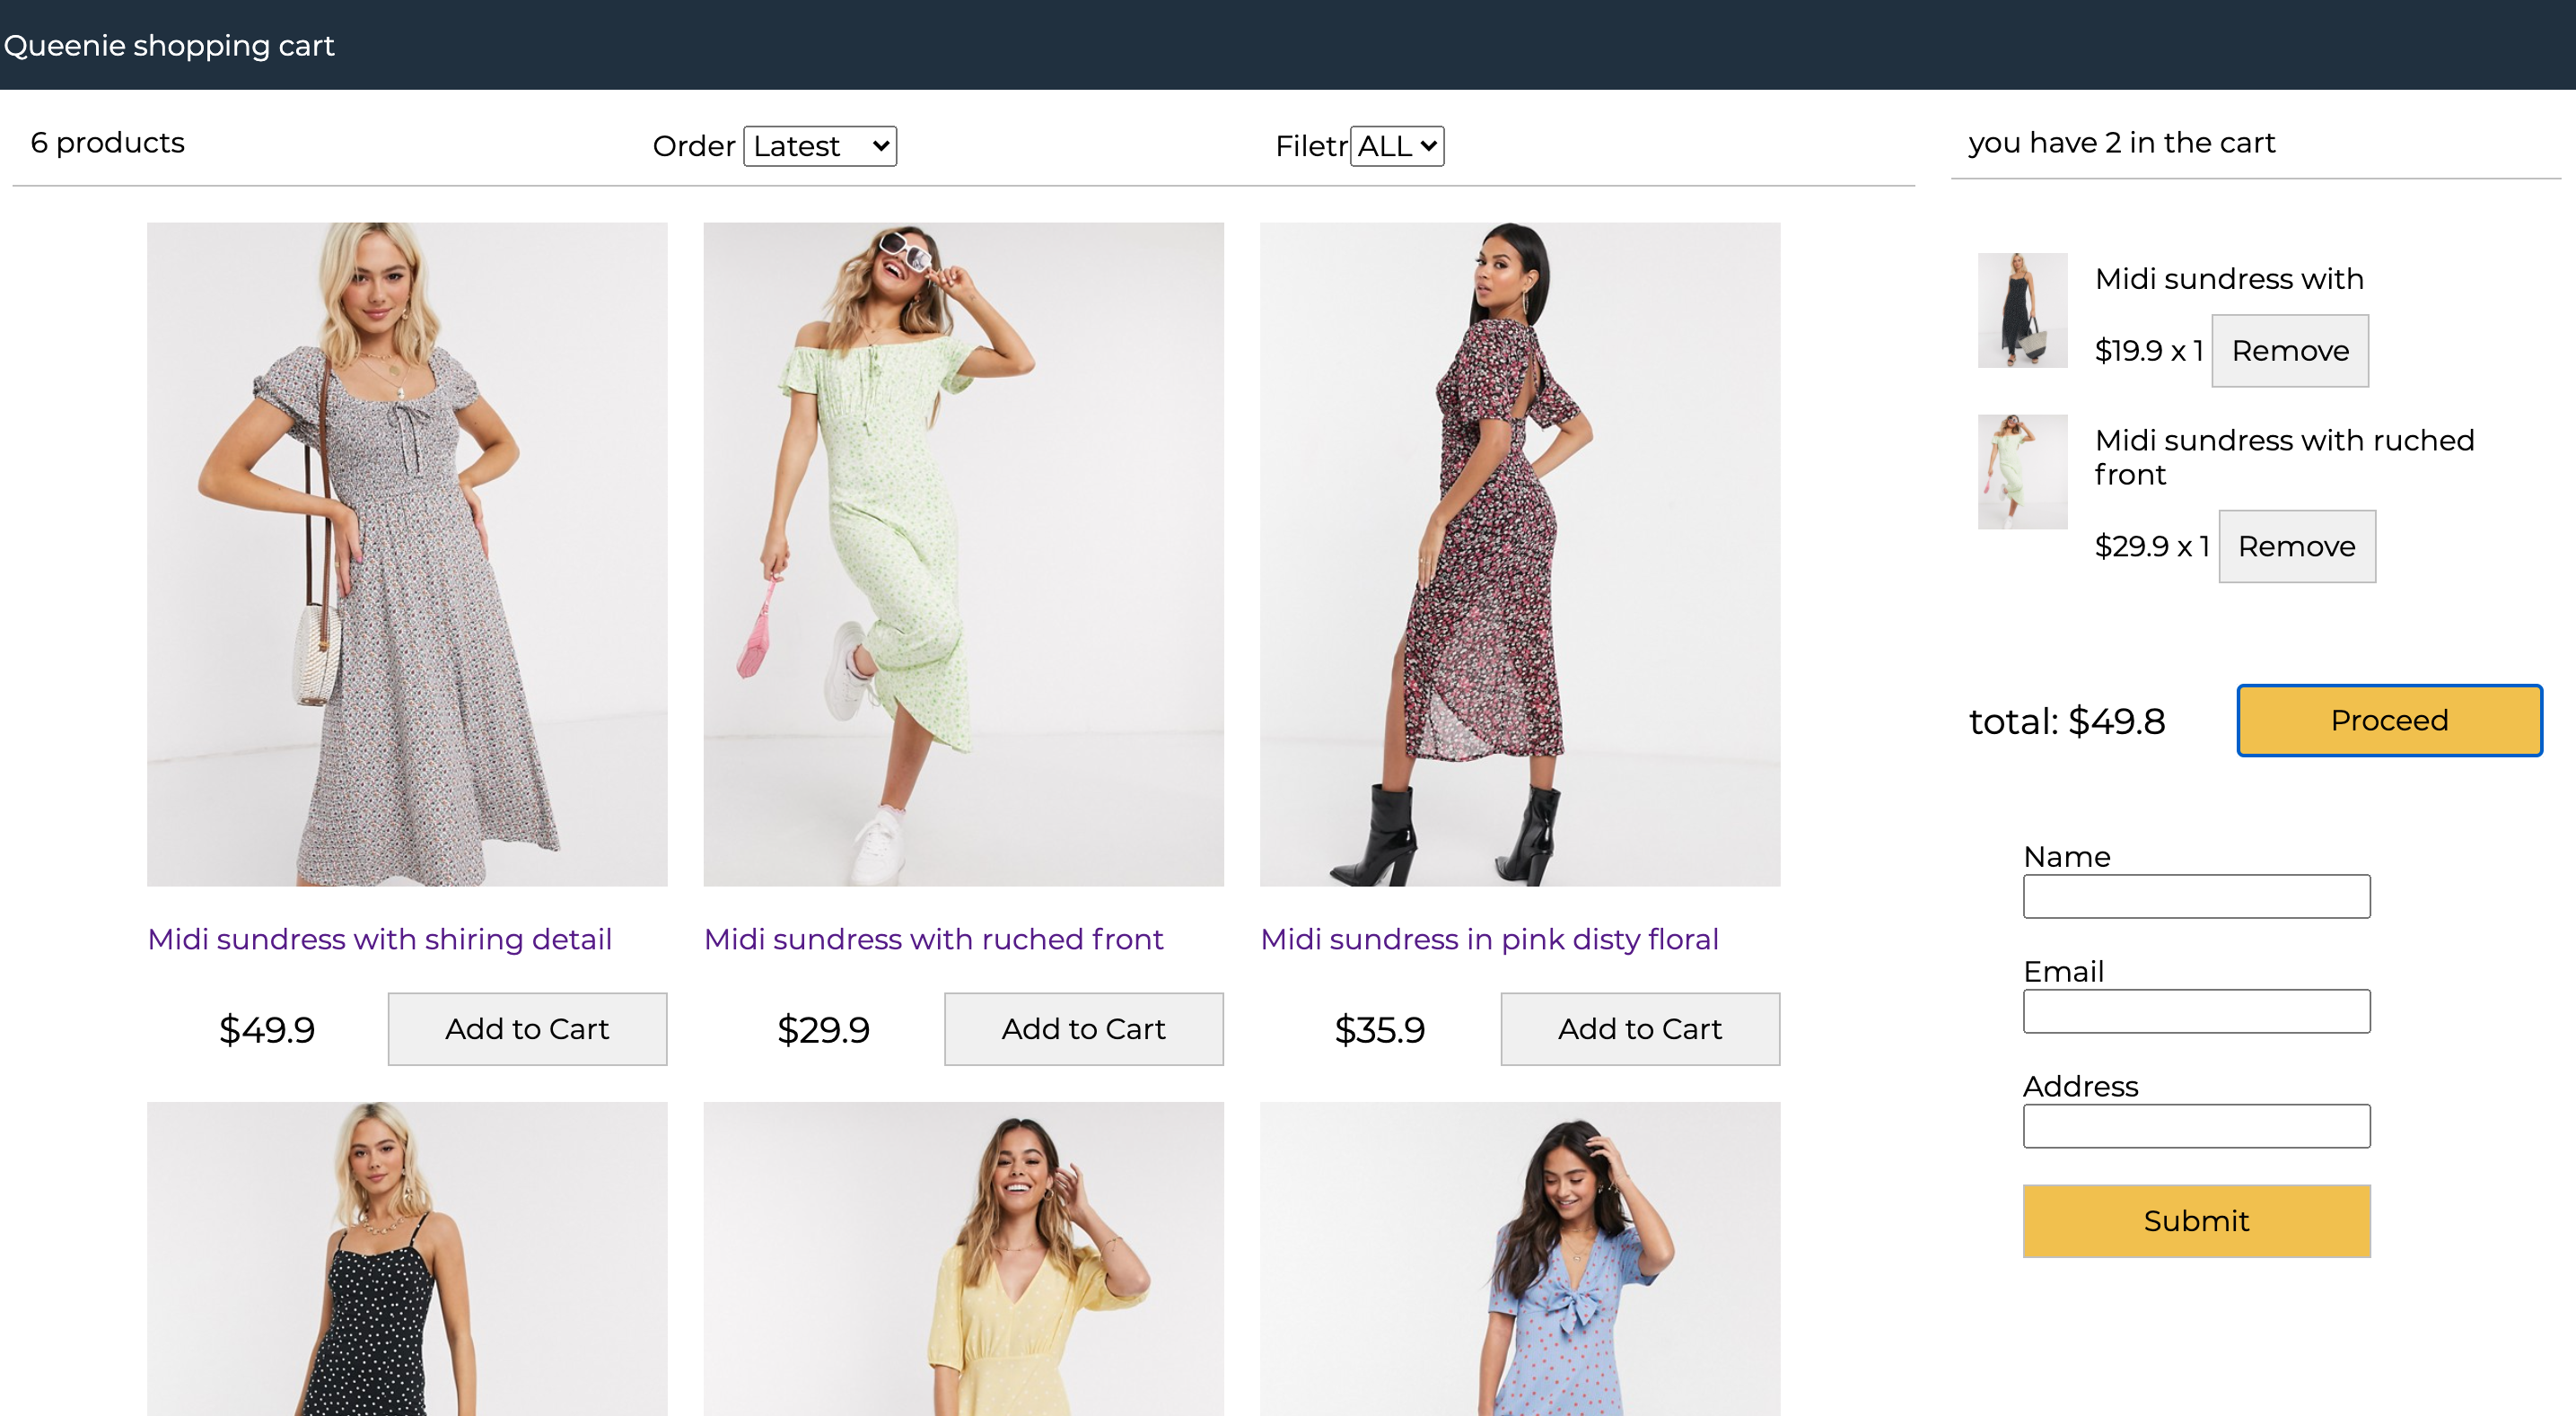 Queenie shopping cart
6 products
Order Latest
Filetr ALL
you have 2 in the cart
Midi sundress with
$19.9 x 1 Remove
Midi sundress with ruched
front
$29.9 x 1 Remove
total: $49.8 Proceed
Name
Email
Address
Submit
Midi sundress with shiring detail
$49.9 Add to Cart
Midi sundress with ruched front
$29.9 Add to Cart
Midi sundress in pink disty floral
$35.9 Add to Cart